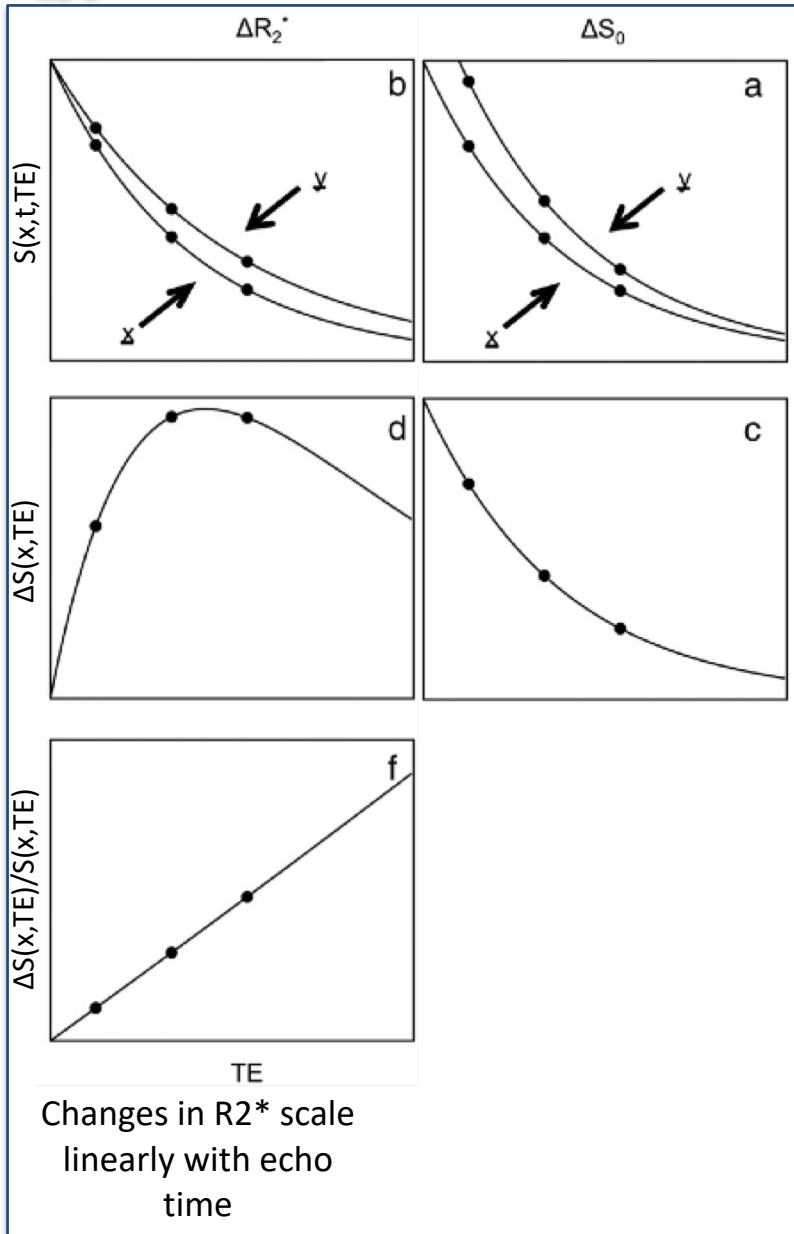 ΔR₂* ΔS₀
S(x,t,TE)
b
y
x
a
y
x
ΔS(x,TE)
d
c
ΔS(x,TE)/S(x,TE)
f
TE
Changes in R2* scale
linearly with echo
time